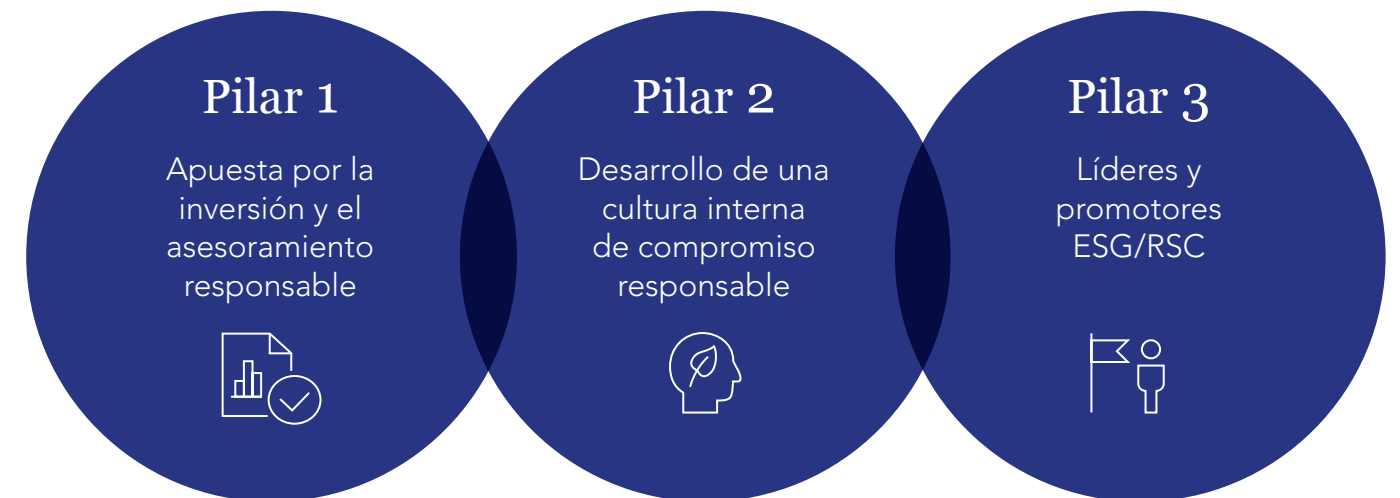 Pilar 1
Apuesta por la
inversión y el
asesoramiento
responsable
Pilar 2
Desarrollo de una
cultura interna
de compromiso
responsable
Pilar 3
Líderes y
promotores
ESG/RSC